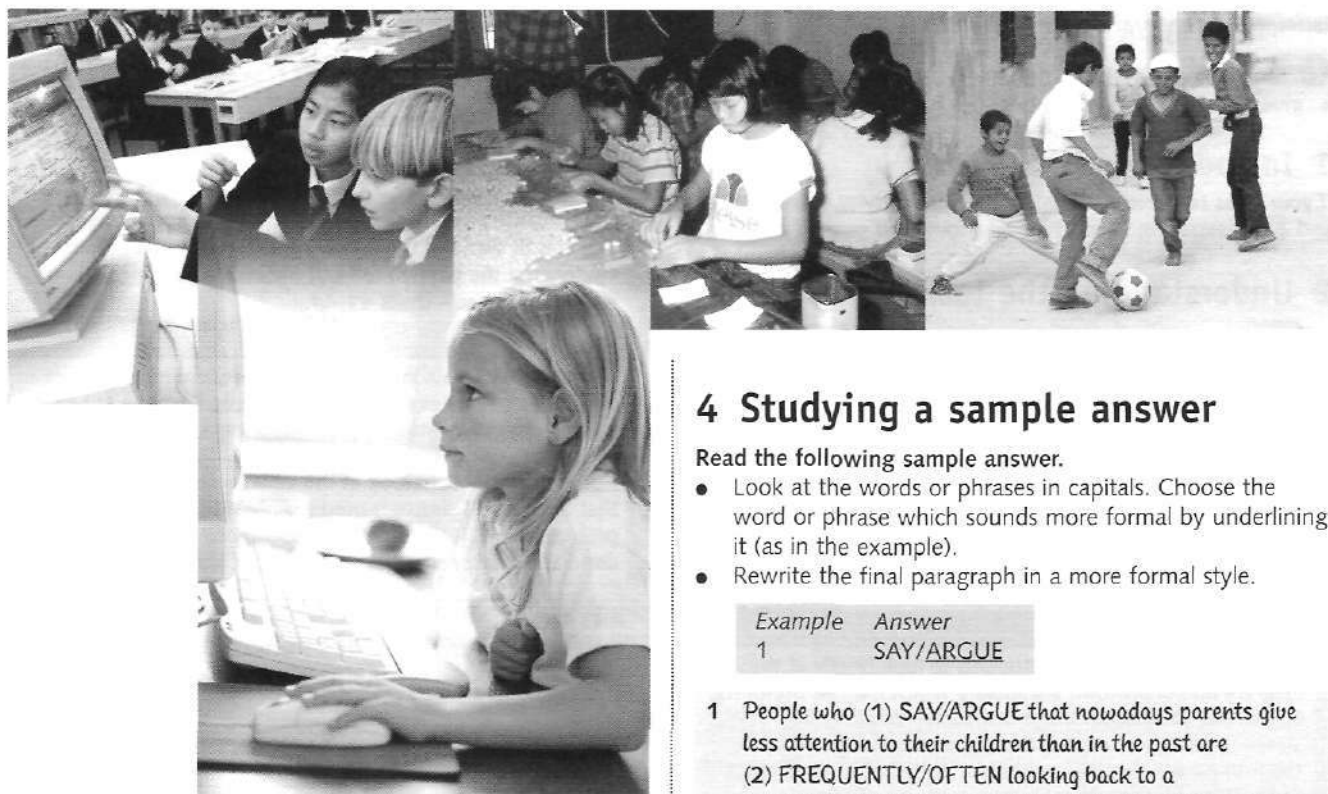 4 Studying a sample answer
Read the following sample answer.
● Look at the words or phrases in capitals. Choose the
word or phrase which sounds more formal by underlining
it (as in the example).
● Rewrite the final paragraph in a more formal style.
Example Answer
1 SAY/ARGUE
1 People who (1) SAY/ARGUE that nowadays parents give
less attention to their children than in the past are
(2) FREQUENTLY/OFTEN looking back to a